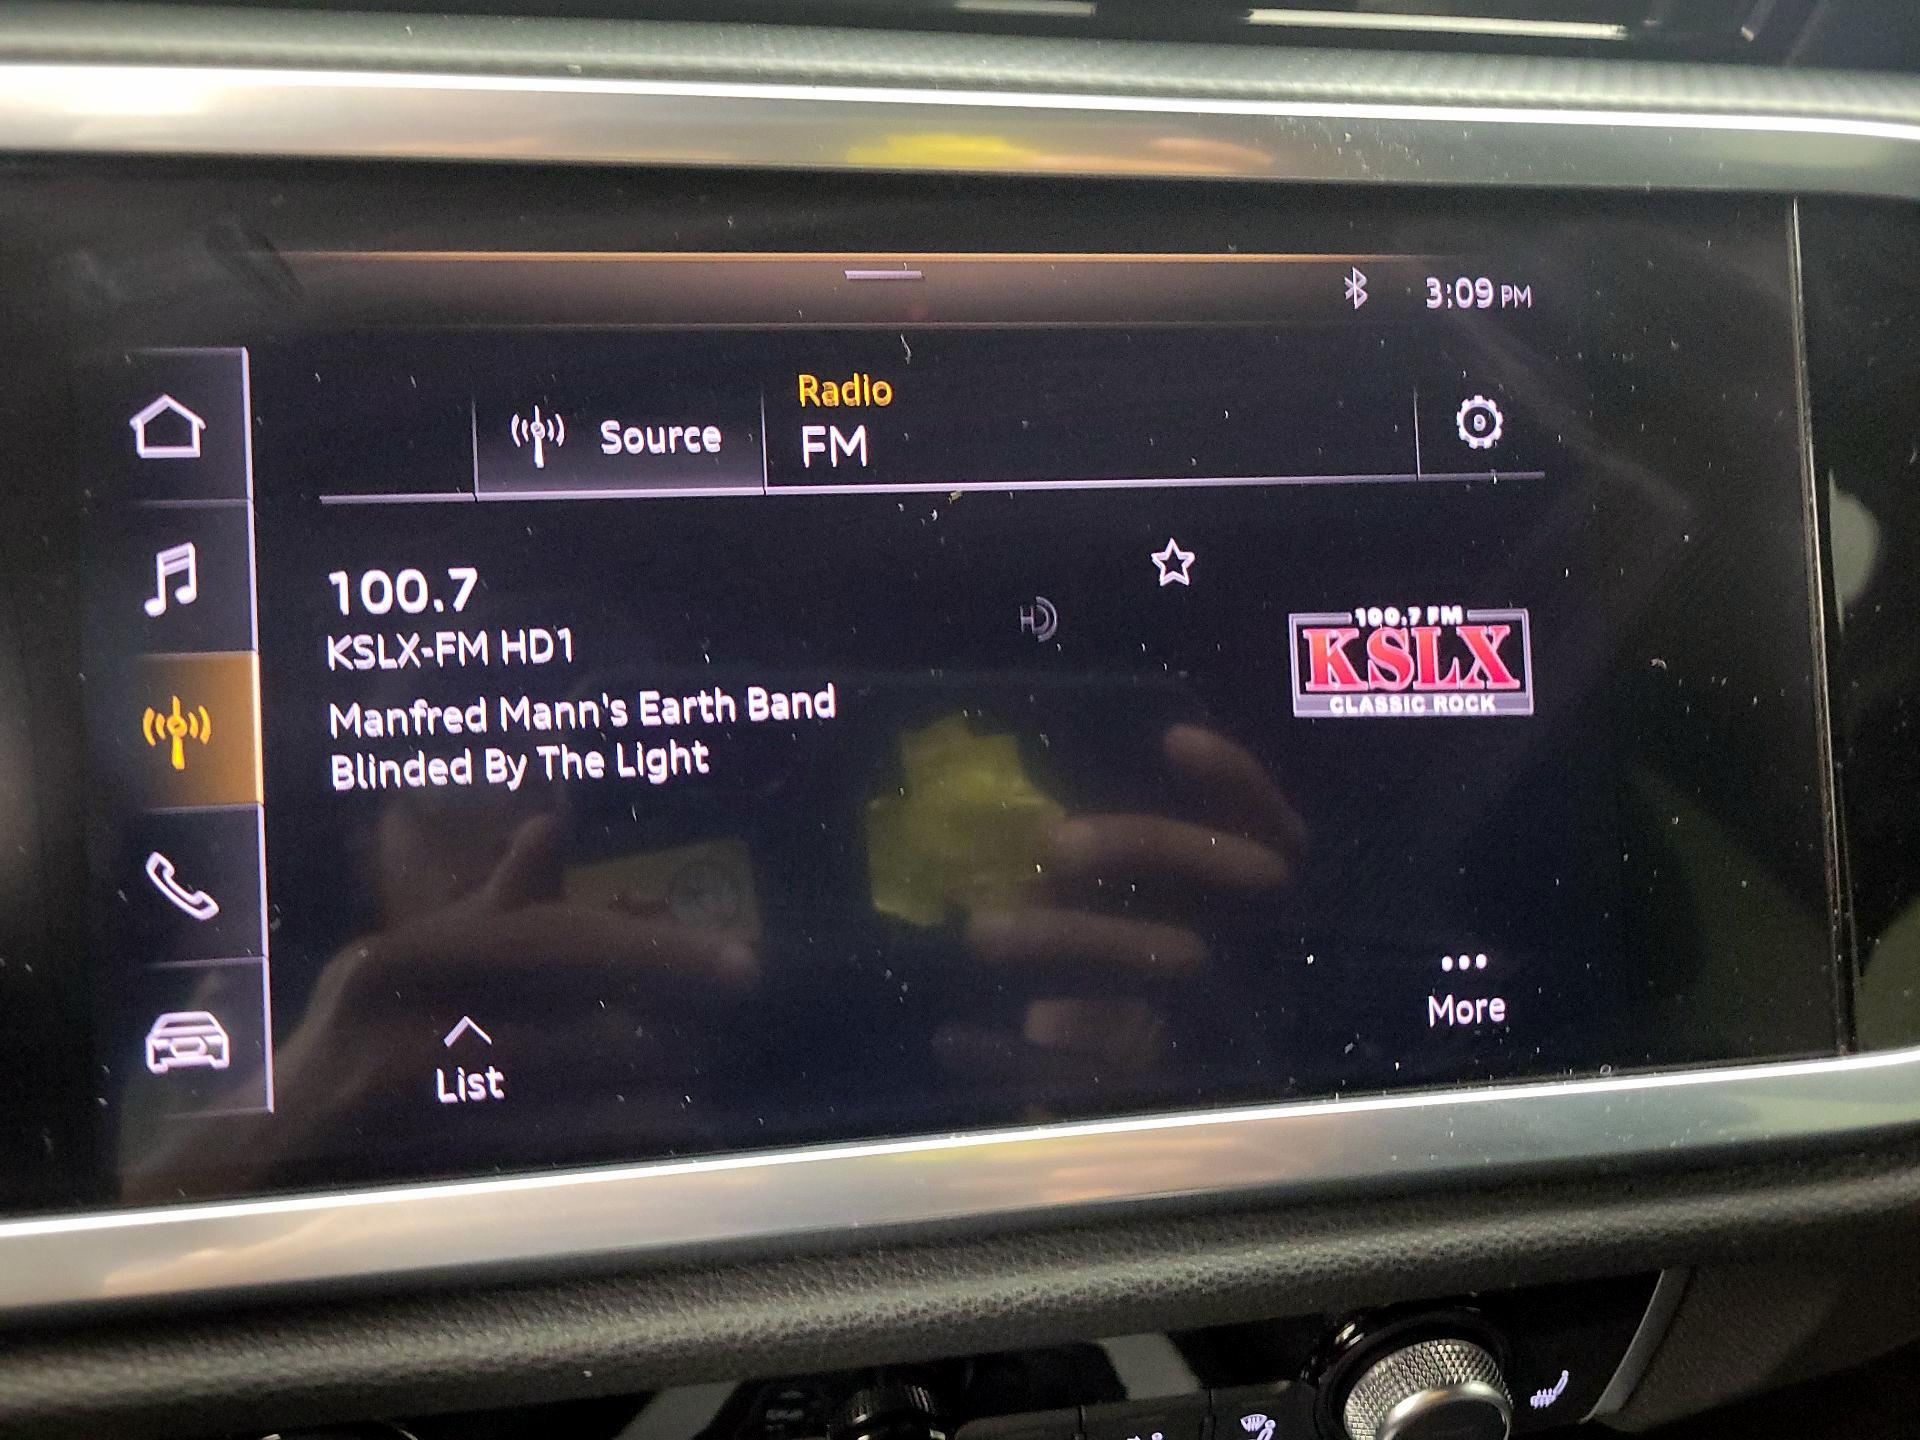 3:09 PM
Radio
Source
FM
100.7
KSLX-FM HD1
HD
Manfred Mann's Earth Band
Blinded By The Light
100.7 FM
KSLX
CLASSIC ROCK
More
List